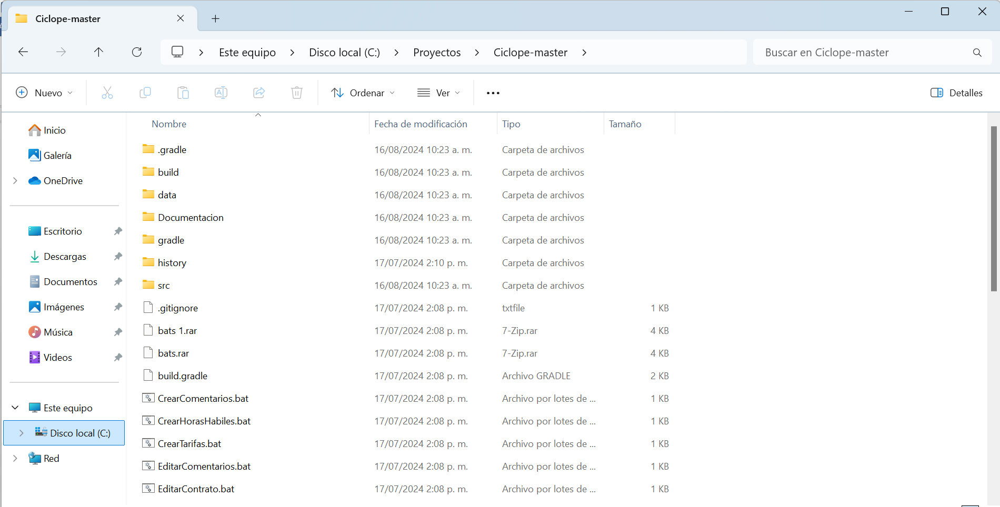 Ciclope-master
Este equipo > Disco local (C:) > Proyectos > Ciclope-master >
Buscar en Ciclope-master
Nuevo
Ordenar
Ver
Detalles
Inicio
Galería
OneDrive
Escritorio
Descargas
Documentos
Imágenes
Música
Videos
Este equipo
Disco local (C:)
Red
Nombre Fecha de modificación Tipo Tamaño
.gradle 16/08/2024 10:23 a. m. Carpeta de archivos
build 16/08/2024 10:23 a. m. Carpeta de archivos
data 16/08/2024 10:23 a. m. Carpeta de archivos
Documentacion 16/08/2024 10:23 a. m. Carpeta de archivos
gradle 16/08/2024 10:23 a. m. Carpeta de archivos
history 17/07/2024 2:10 p. m. Carpeta de archivos
src 16/08/2024 10:23 a. m. Carpeta de archivos
.gitignore 17/07/2024 2:08 p. m. txtfile 1 KB
bats 1.rar 17/07/2024 2:08 p. m. 7-Zip.rar 4 KB
bats.rar 17/07/2024 2:08 p. m. 7-Zip.rar 4 KB
build.gradle 17/07/2024 2:08 p. m. Archivo GRADLE 2 KB
CrearComentarios.bat 17/07/2024 2:08 p. m. Archivo por lotes de ... 1 KB
CrearHorasHabiles.bat 17/07/2024 2:08 p. m. Archivo por lotes de ... 1 KB
CrearTarifas.bat 17/07/2024 2:08 p. m. Archivo por lotes de ... 1 KB
EditarComentarios.bat 17/07/2024 2:08 p. m. Archivo por lotes de ... 1 KB
EditarContrato.bat 17/07/2024 2:08 p. m. Archivo por lotes de ... 1 KB